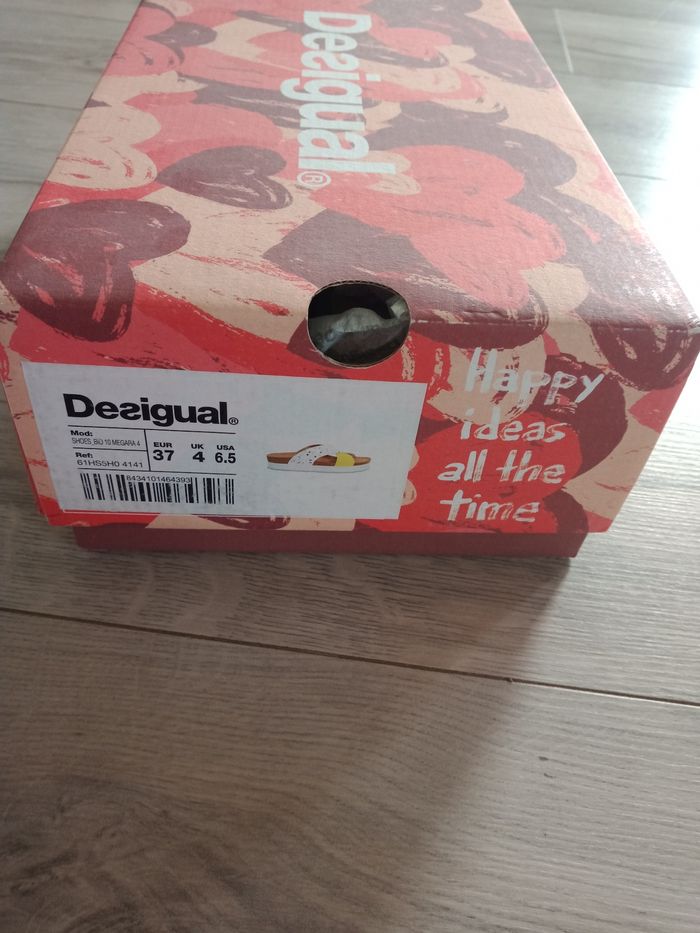 Desigual®
Desigual®
Mod:
SHOES_BIO 10 MEGARA 4
EUR UK USA
37 4 6.5
Ref:
61HS5H0 4141
8434101464393
Happy
ideas
all the
time